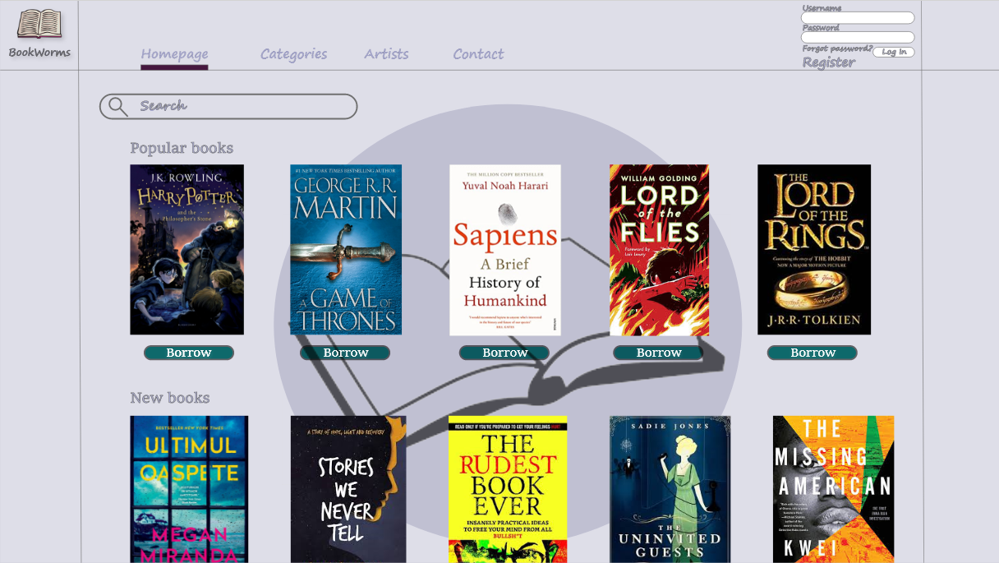 Username
Password
Forgot password?
Log In
Register
BookWorms
Homepage
Categories
Artists
Contact
Search
Popular books
J.K. ROWLING
HARRY POTTER
and the
Philosopher's Stone
#1 NEW YORK TIMES BESTSELLING AUTHOR
GEORGE R.R.
MARTIN
A GAME OF
THRONES
THE MILLION COPY BESTSELLER
Yuval Noah Harari
Sapiens
A Brief
History of
Humankind
WILLIAM GOLDING
LORD
of the
FLIES
Foreword by
Lois Lowry
THE
LORD
OF THE
RINGS
Continuing the story of THE HOBBIT
NOW A MAJOR MOTION PICTURE
J·R·R·TOLKIEN
Borrow
Borrow
Borrow
Borrow
Borrow
New books
BESTSELLER NEW YORK TIMES
ULTIMUL
OASPETE
MEGAN
MIRANDA
A STORY OF HOPE, LIGHT AND RECOVERY
STORIES
WE
NEVER
TELL
READ ONLY IF YOU'RE PREPARED TO GET YOUR FEELINGS HURT!
THE
RUDEST
BOOK
EVER
INSANELY PRACTICAL IDEAS
TO FREE YOUR MIND FROM ALL
BULLSH*T
SADIE JONES
THE
UNINVITED
GUESTS
THE
MISSING
AMERICAN
KWEI